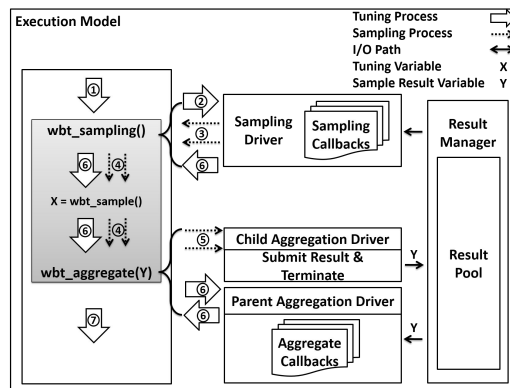 Execution Model
Tuning Process
Sampling Process
I/O Path
Tuning Variable X
Sample Result Variable Y
①
wbt_sampling()
②
③
⑥
Sampling Driver
Sampling Callbacks
Result Manager
⑥ ④
X = wbt_sample()
⑥ ④
wbt_aggregate(Y)
⑤
Child Aggregation Driver
Submit Result & Terminate
Y
Result Pool
⑥
⑥
Parent Aggregation Driver
Y
Aggregate Callbacks
⑦